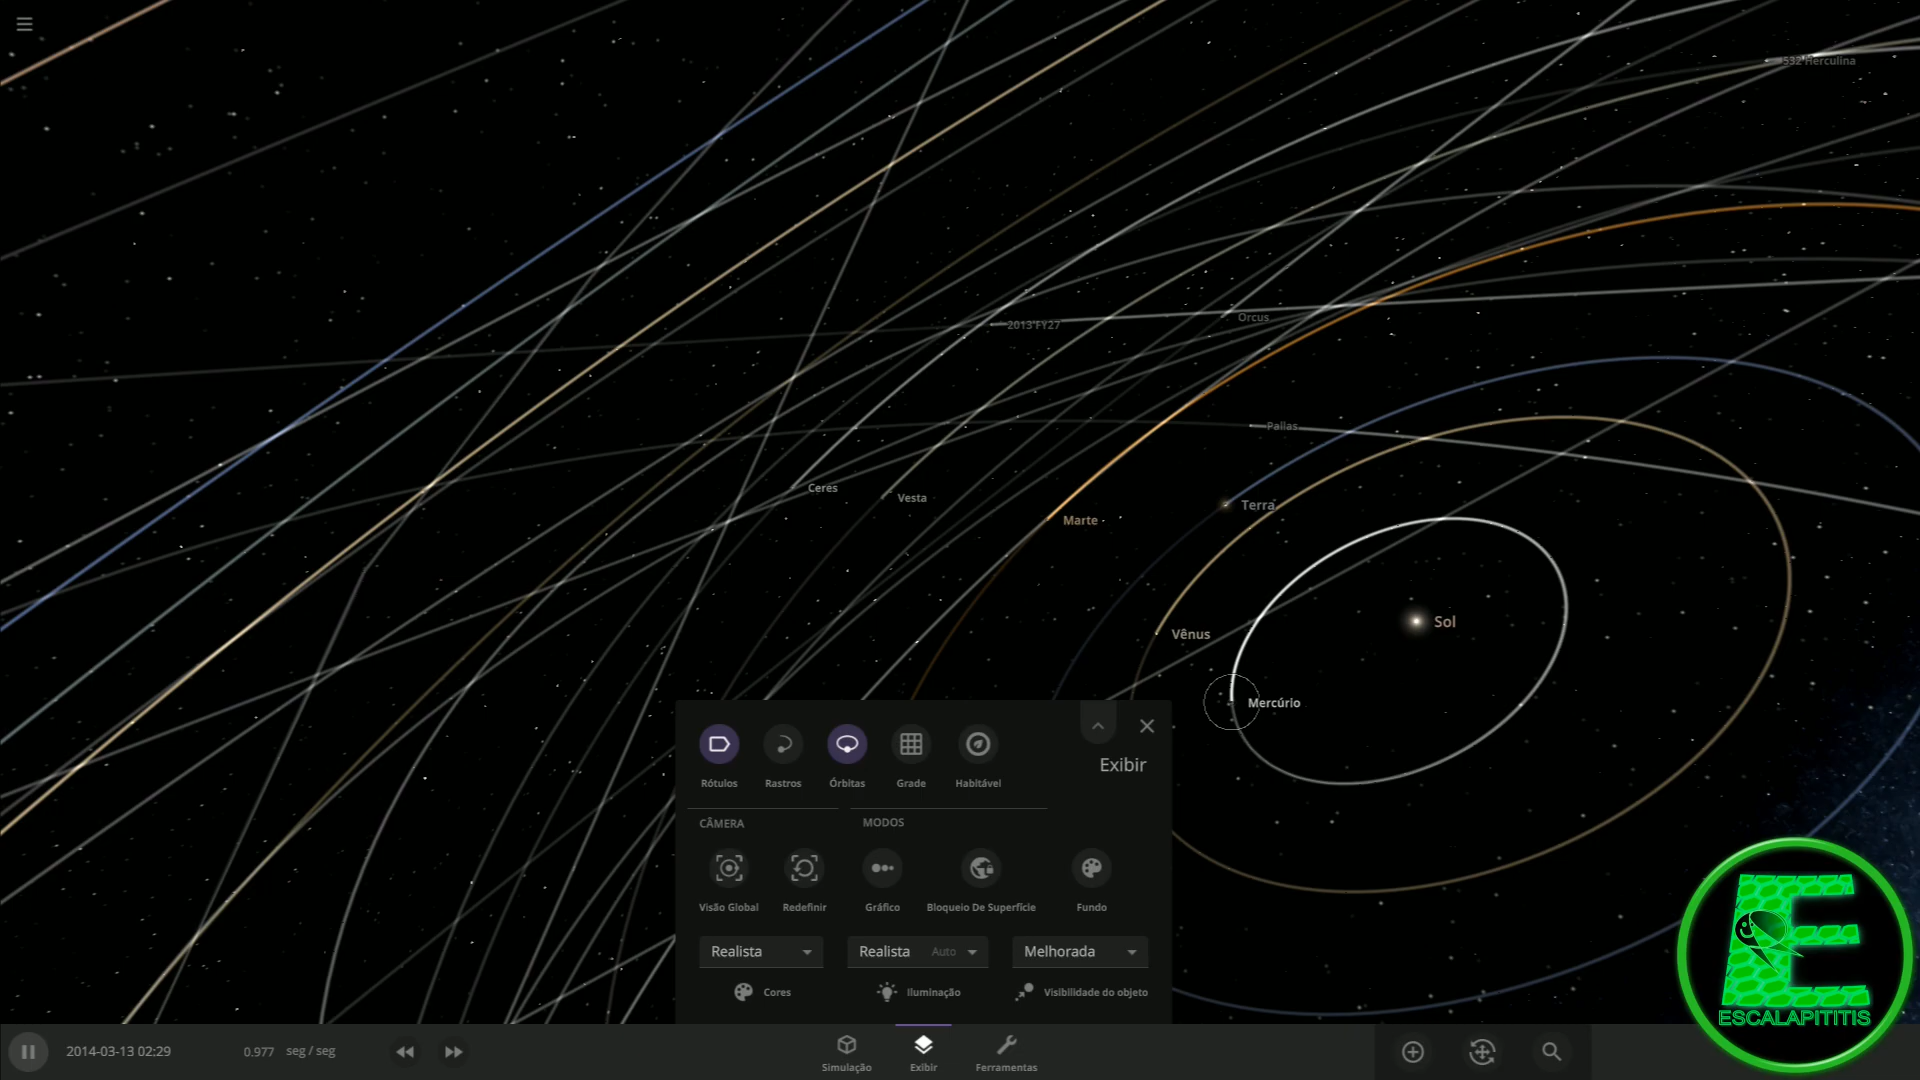 532 Herculina
Orcus
2013 FY27
Pallas
Ceres
Vesta
Terra
Marte
Sol
Vênus
Mercúrio
Exibir
Rótulos
Rastros
Órbitas
Grade
Habitável
CÂMERA
MODOS
Visão Global
Redefinir
Gráfico
Bloqueio De Superfície
Fundo
Realista
Realista Auto
Melhorada
Cores
Iluminação
Visibilidade do objeto
E
ESCALAPITITIS
2014-03-13 02:29
0.977 seg / seg
Simulação
Exibir
Ferramentas